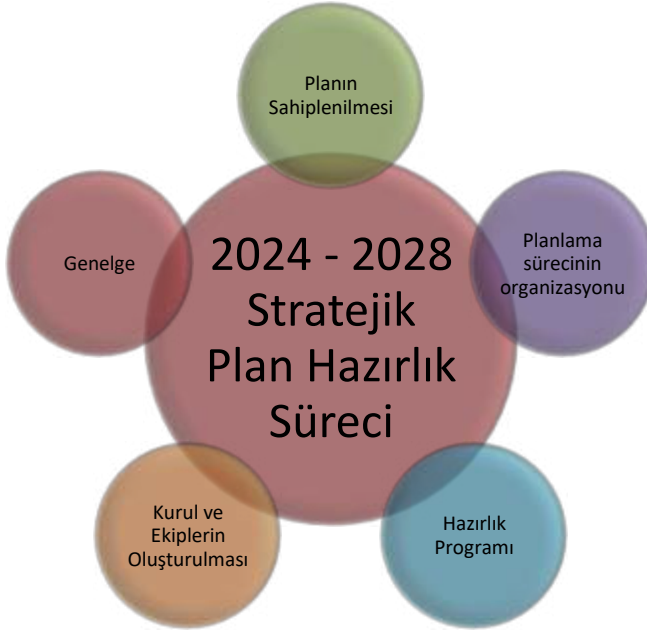 Planın
Sahiplenilmesi
Planlama
sürecinin
organizasyonu
Hazırlık
Programı
Kurul ve
Ekiplerin
Oluşturulması
Genelge
2024 - 2028
Stratejik
Plan Hazırlık
Süreci